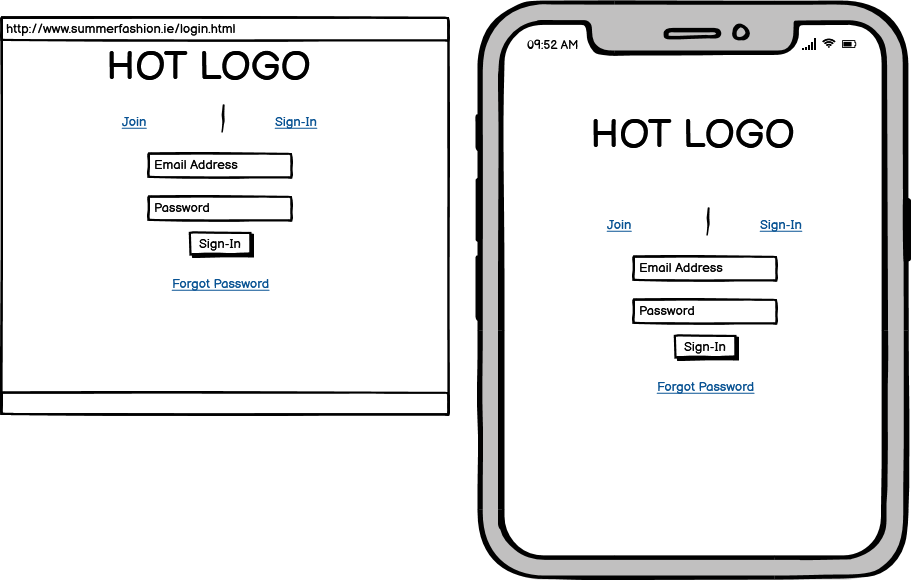 http://www.summerfashion.ie/login.html
HOT LOGO
Join | Sign-In
Email Address
Password
Sign-In
Forgot Password
09:52 AM
HOT LOGO
Join | Sign-In
Email Address
Password
Sign-In
Forgot Password